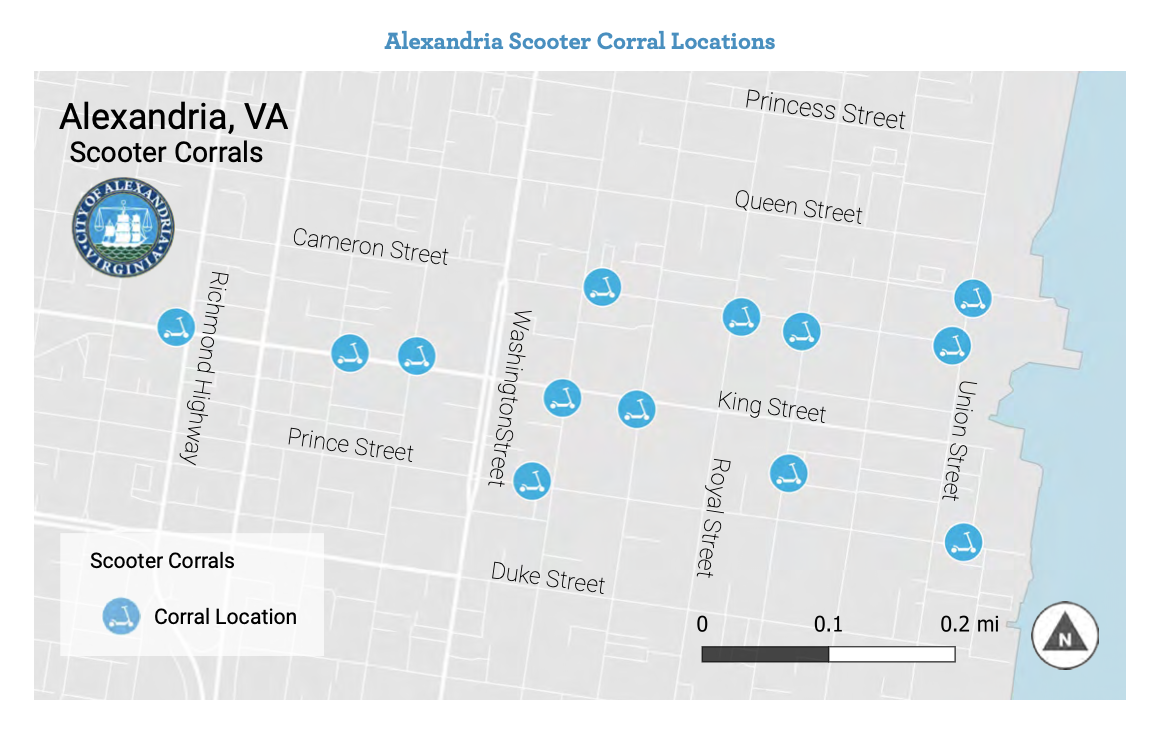 Alexandria Scooter Corral Locations
Alexandria, VA
Scooter Corrals
CITY OF ALEXANDRIA
VIRGINIA
Princess Street
Queen Street
Cameron Street
Richmond Highway
WashingtonStreet
King Street
Union Street
Prince Street
Royal Street
Duke Street
Scooter Corrals
Corral Location
0 0.1 0.2 mi
N